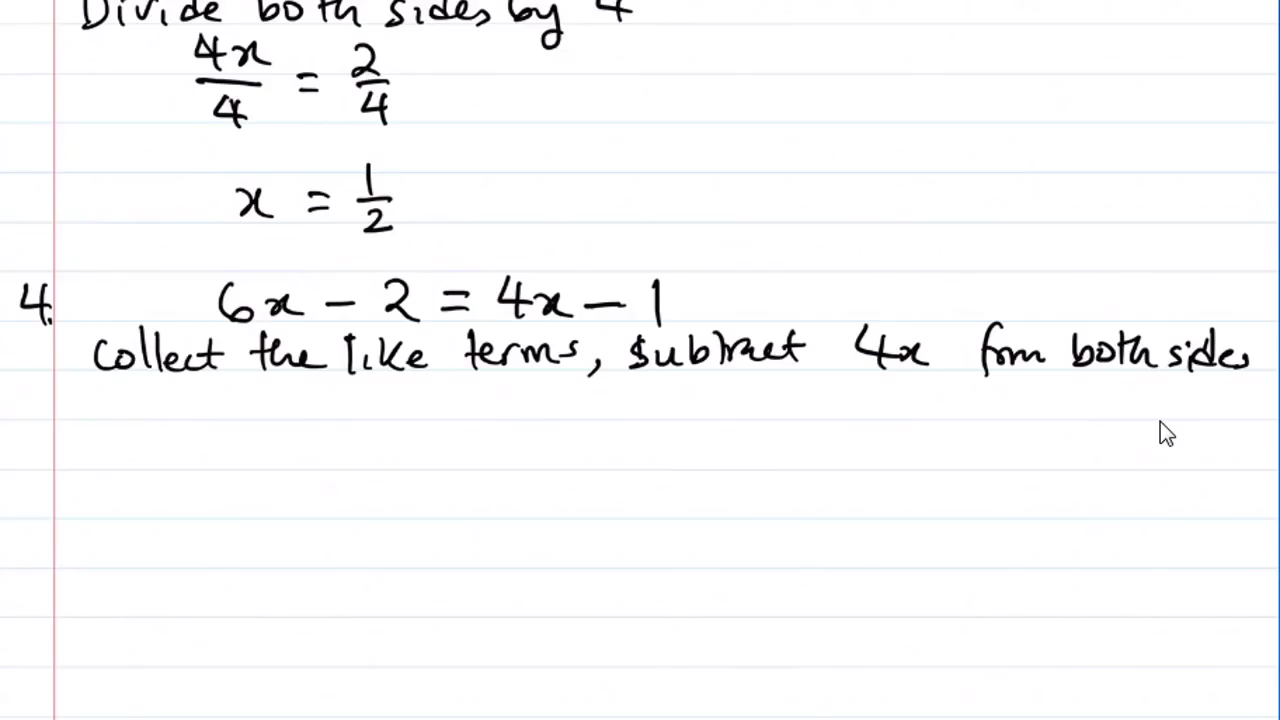 Divide both sides by 4
4x/4 = 2/4
x = 1/2
4. 6x - 2 = 4x - 1
Collect the like terms, subtract 4x from both sides